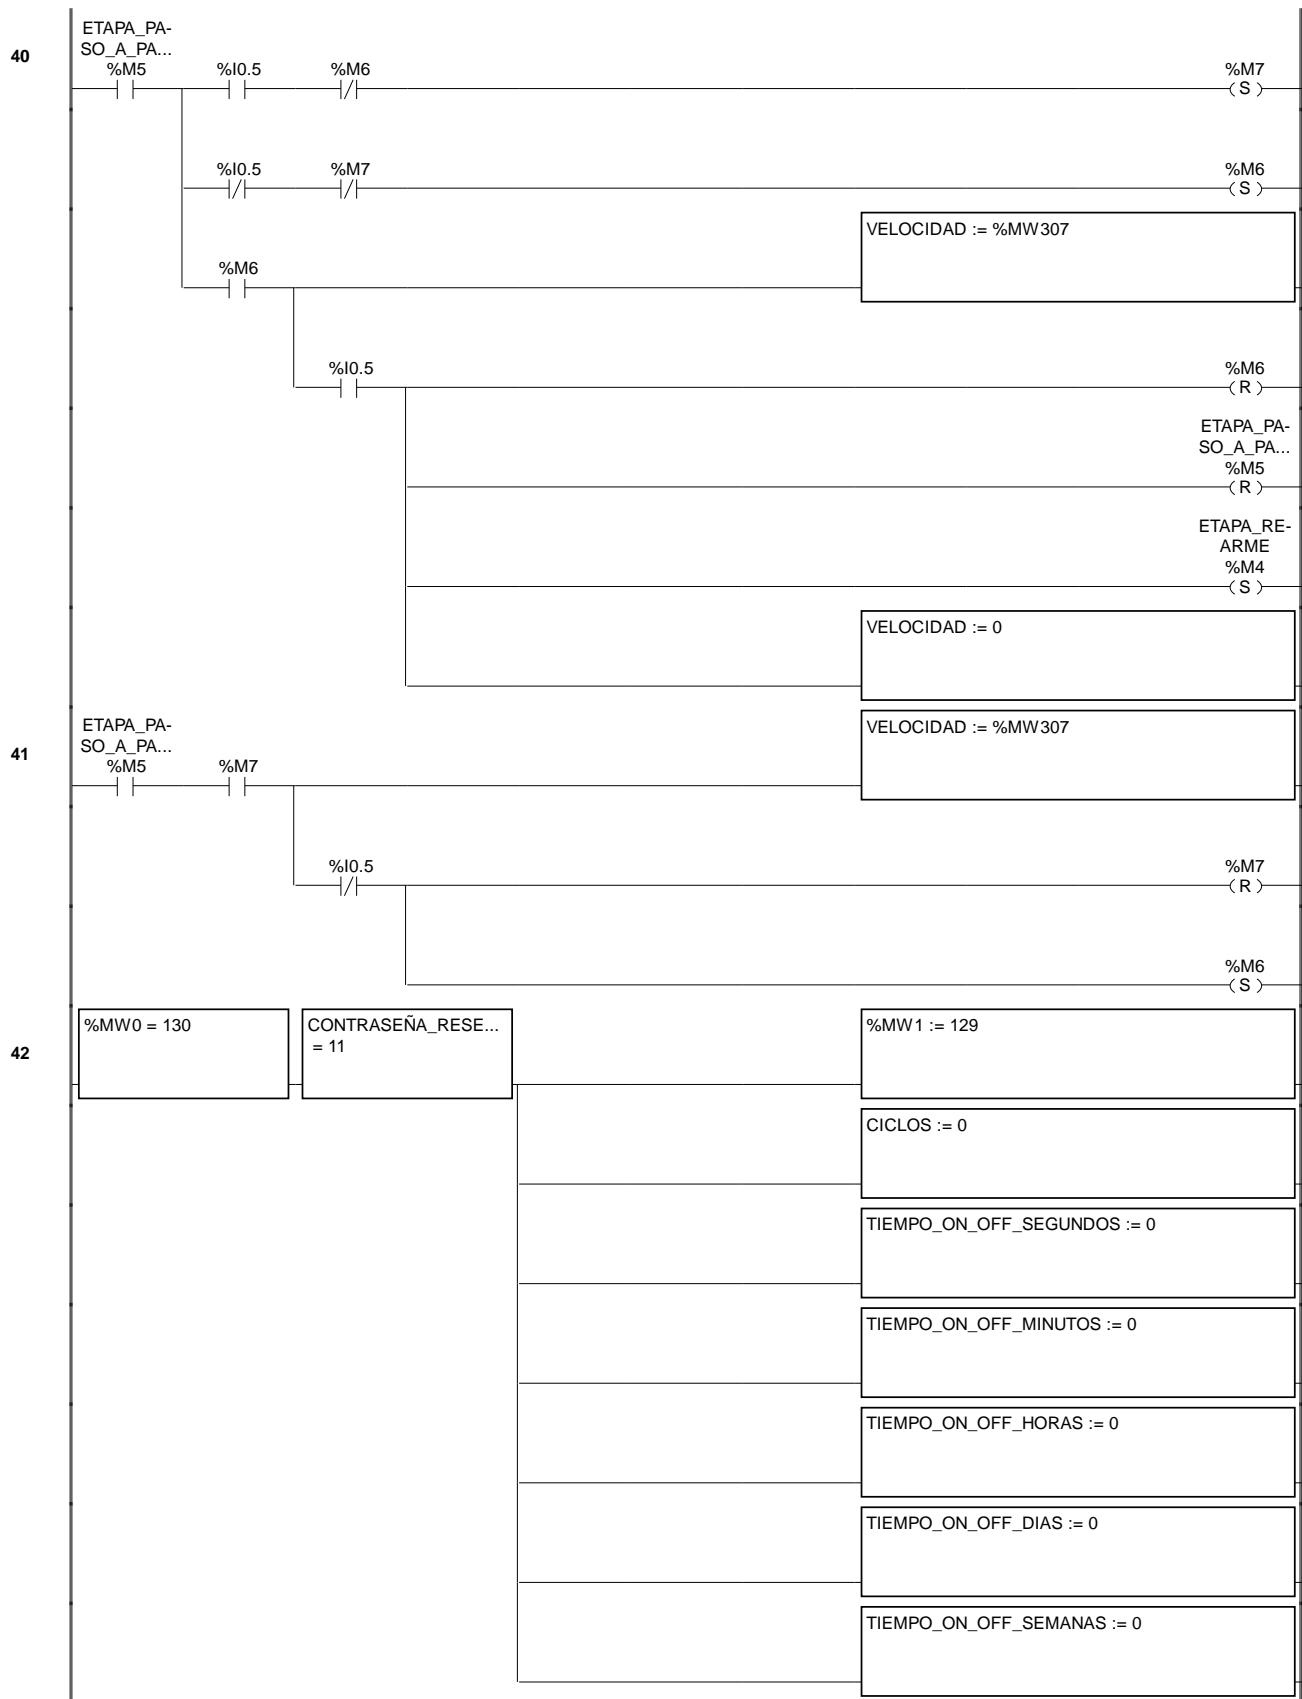 ETAPA_PA-
SO_A_PA...
40
%M5 %I0.5 %M6 %M7
S
%I0.5 %M7 %M6
S
VELOCIDAD := %MW307
%M6
%I0.5 %M6
R
ETAPA_PA-
SO_A_PA...
%M5
R
ETAPA_RE-
ARME
%M4
S
VELOCIDAD := 0
ETAPA_PA-
SO_A_PA...
VELOCIDAD := %MW307
41
%M5 %M7
%I0.5 %M7
R
%M6
S
42
%MW0 = 130
CONTRASEÑA_RESE...
= 11
%MW1 := 129
CICLOS := 0
TIEMPO_ON_OFF_SEGUNDOS := 0
TIEMPO_ON_OFF_MINUTOS := 0
TIEMPO_ON_OFF_HORAS := 0
TIEMPO_ON_OFF_DIAS := 0
TIEMPO_ON_OFF_SEMANAS := 0